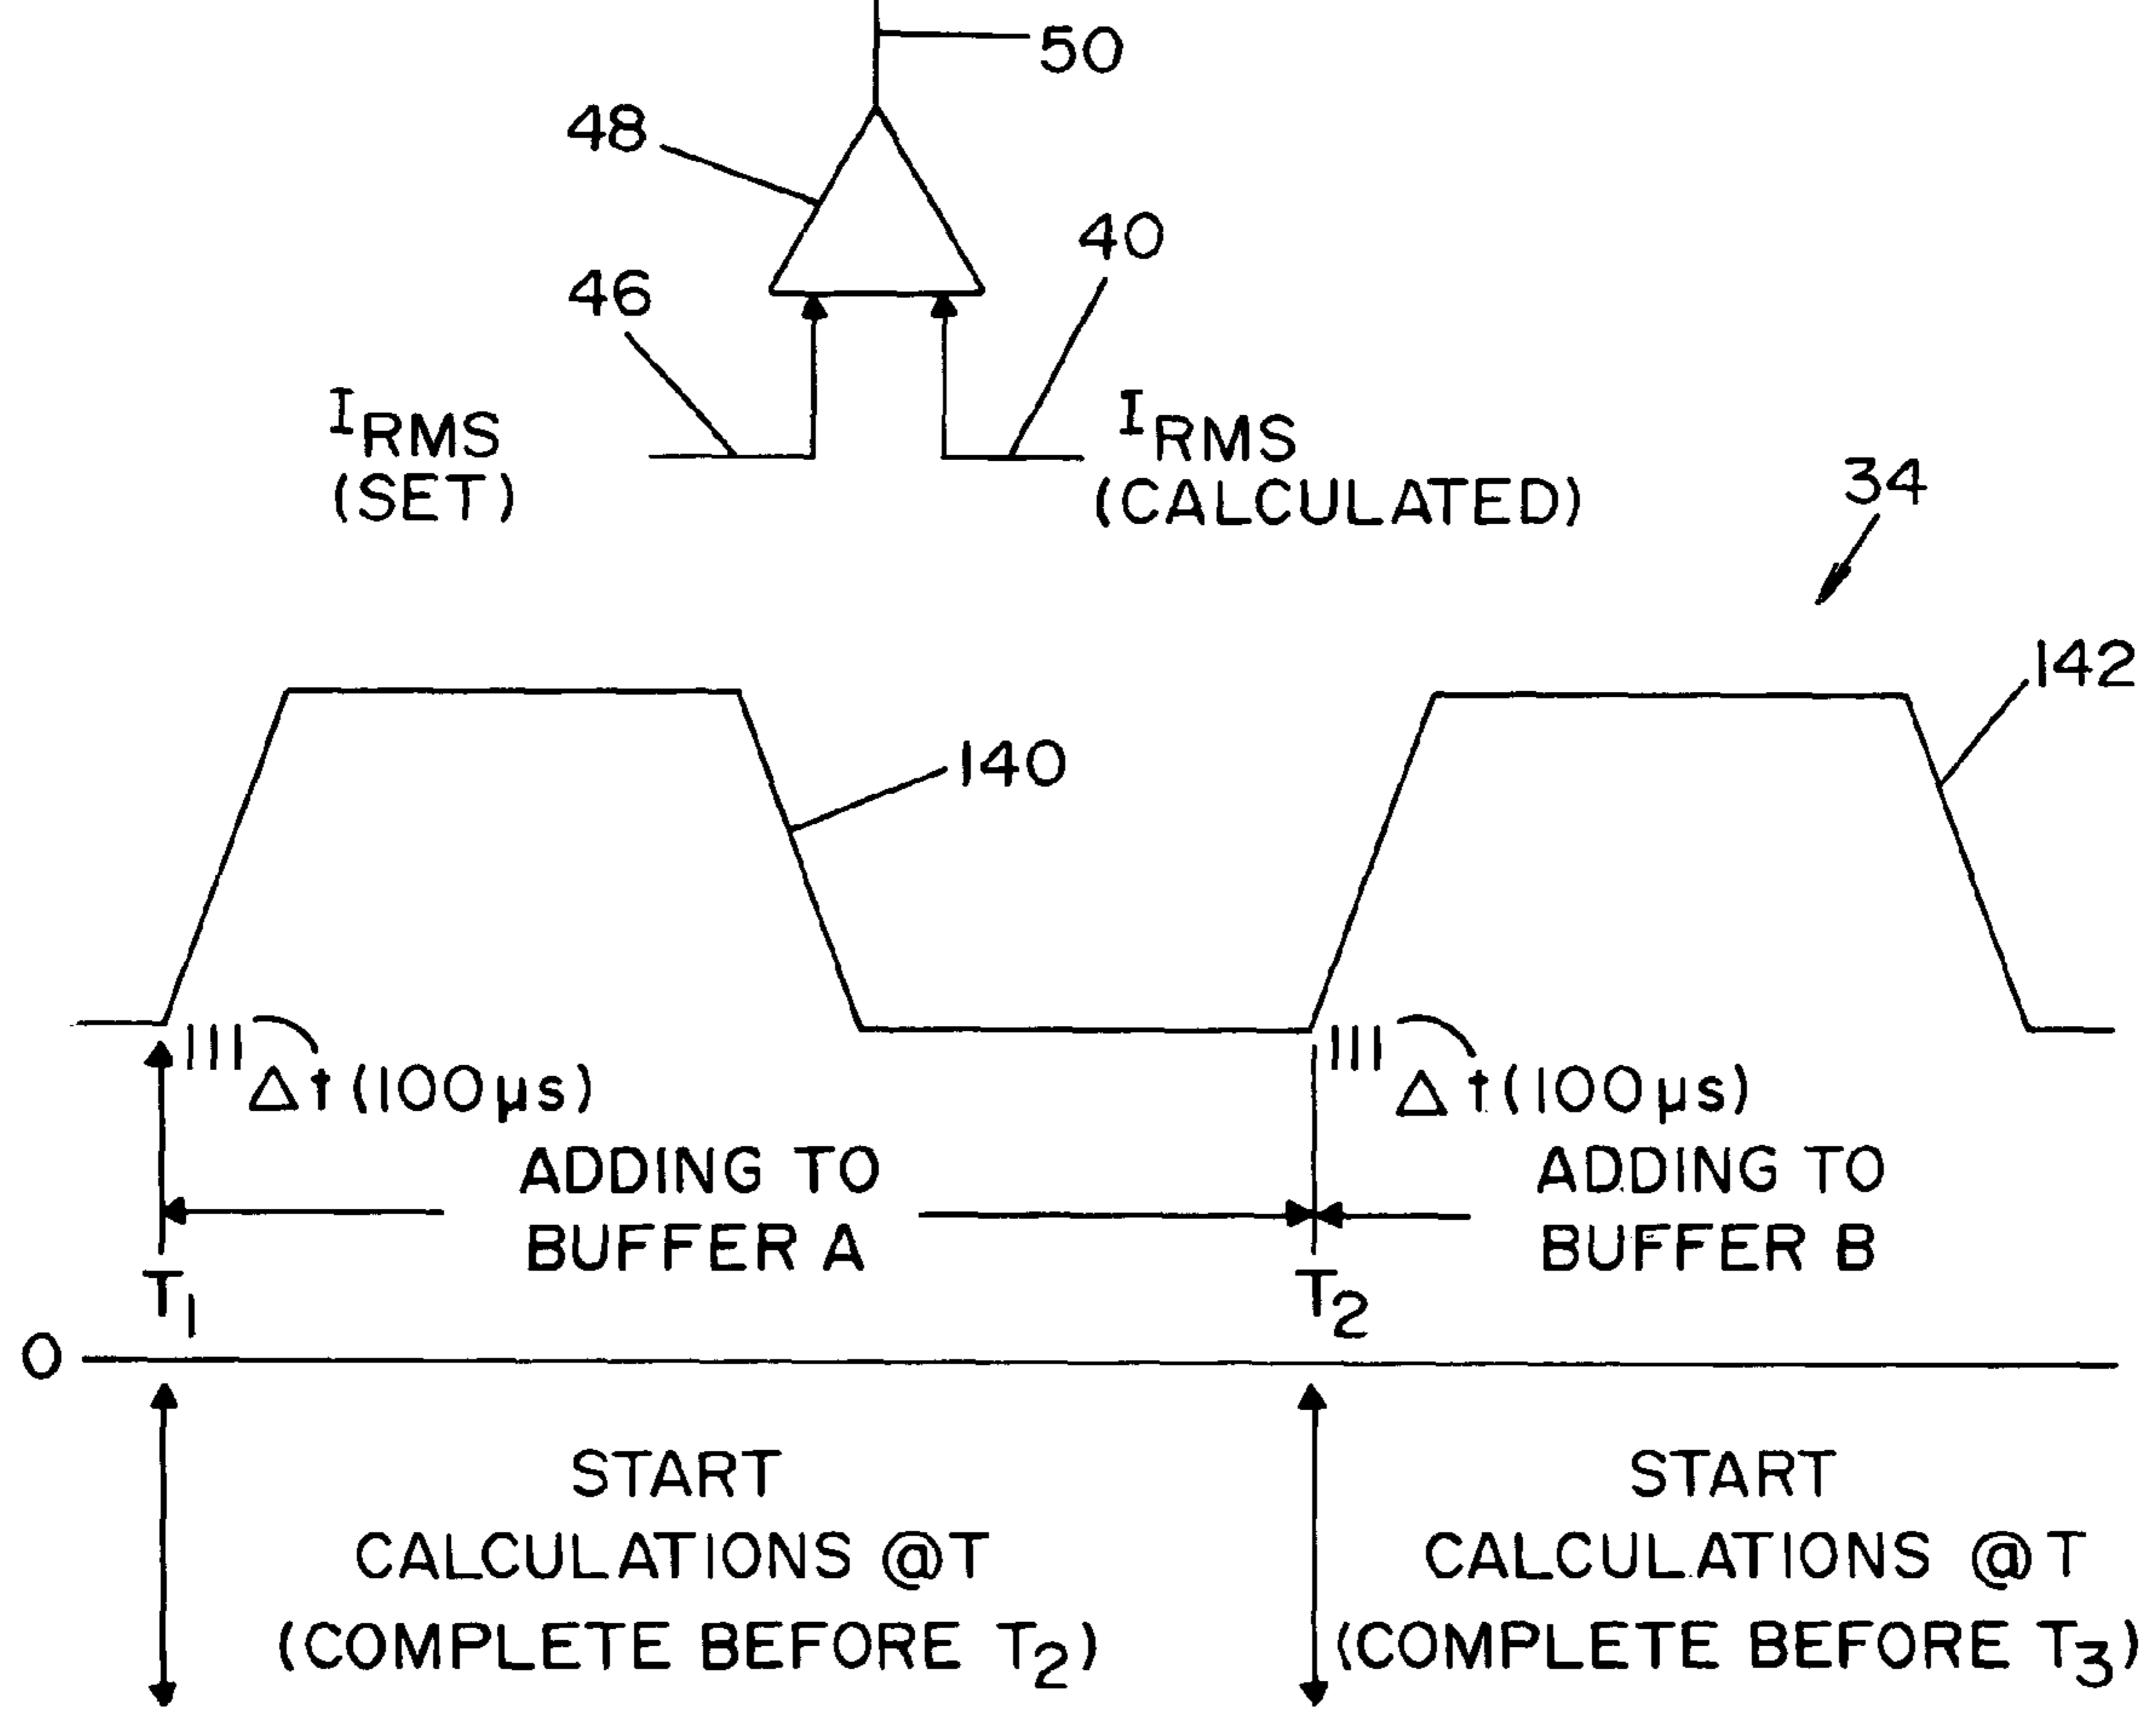 50
48
40
46
IRMS
(SET)
IRMS
(CALCULATED)
34
142
140
Δt (100μs)
Δt (100μs)
ADDING TO
BUFFER A
ADDING TO
BUFFER B
T1
T2
0
START
CALCULATIONS @T
(COMPLETE BEFORE T2)
START
CALCULATIONS @T
(COMPLETE BEFORE T3)